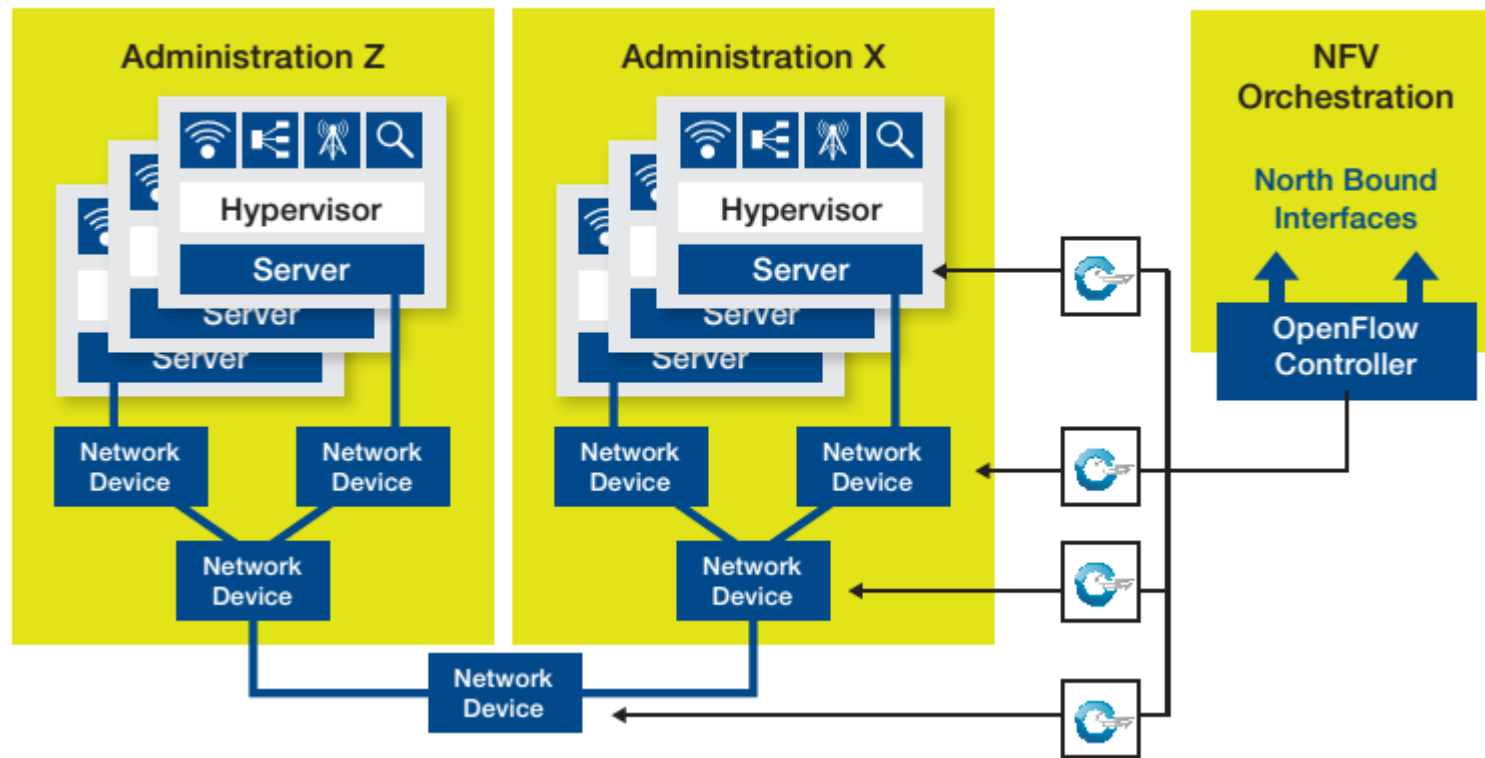 Administration Z
Hypervisor
Server
Server
Server
Network
Device
Network
Device
Network
Device
Administration X
Hypervisor
Server
Server
Server
Network
Device
Network
Device
Network
Device
Network
Device
NFV
Orchestration
North Bound
Interfaces
OpenFlow
Controller